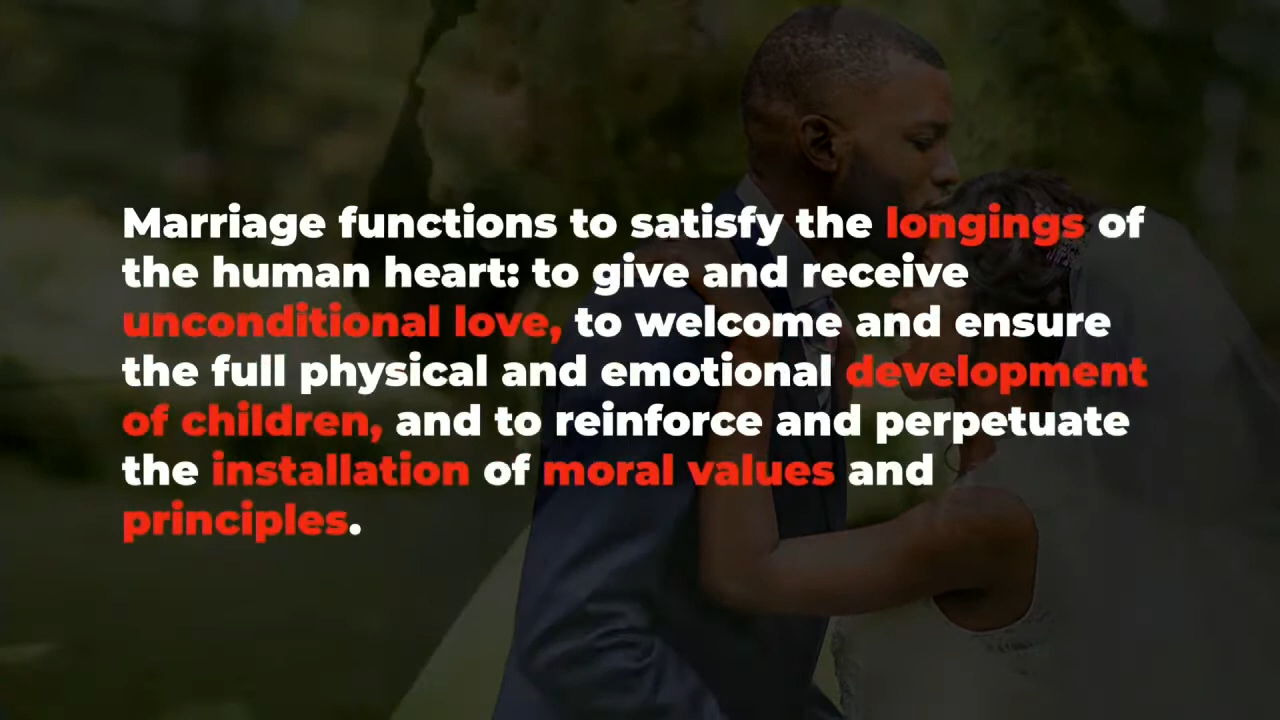 Marriage functions to satisfy the longings of
the human heart: to give and receive
unconditional love, to welcome and ensure
the full physical and emotional development
of children, and to reinforce and perpetuate
the installation of moral values and
principles.